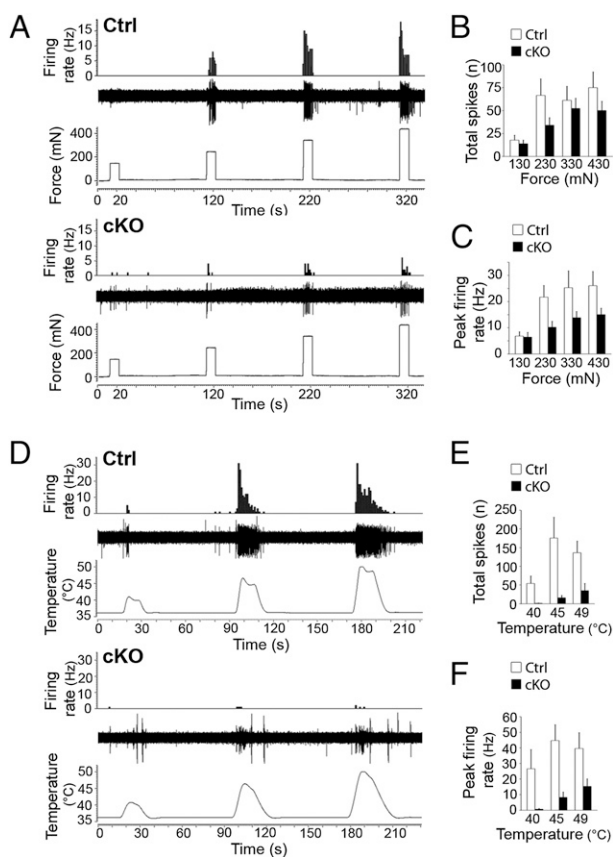 A
Ctrl
Firing
rate (Hz)
15
10
5
0
400
200
0
Force (mN)
20 120 220 320
Time (s)
cKO
Firing
rate (Hz)
15
10
5
0
400
200
0
Force (mN)
20 120 220 320
Time (s)
B
Ctrl
cKO
Total spikes (n)
100
75
50
25
0
130 230 330 430
Force (mN)
C
Ctrl
cKO
Peak firing
rate (Hz)
30
20
10
0
130 230 330 430
Force (mN)
D
Ctrl
Firing
rate (Hz)
30
20
10
0
Temperature
(°C)
50
45
40
35
0 30 60 90 120 150 180 210
Time (s)
cKO
Firing
rate (Hz)
30
20
10
0
Temperature
(°C)
50
45
40
35
0 30 60 90 120 150 180 210
Time (s)
E
Ctrl
cKO
Total spikes (n)
250
200
150
100
50
0
40 45 49
Temperature (°C)
F
Ctrl
cKO
Peak firing
rate (Hz)
60
50
40
30
20
10
0
40 45 49
Temperature (°C)